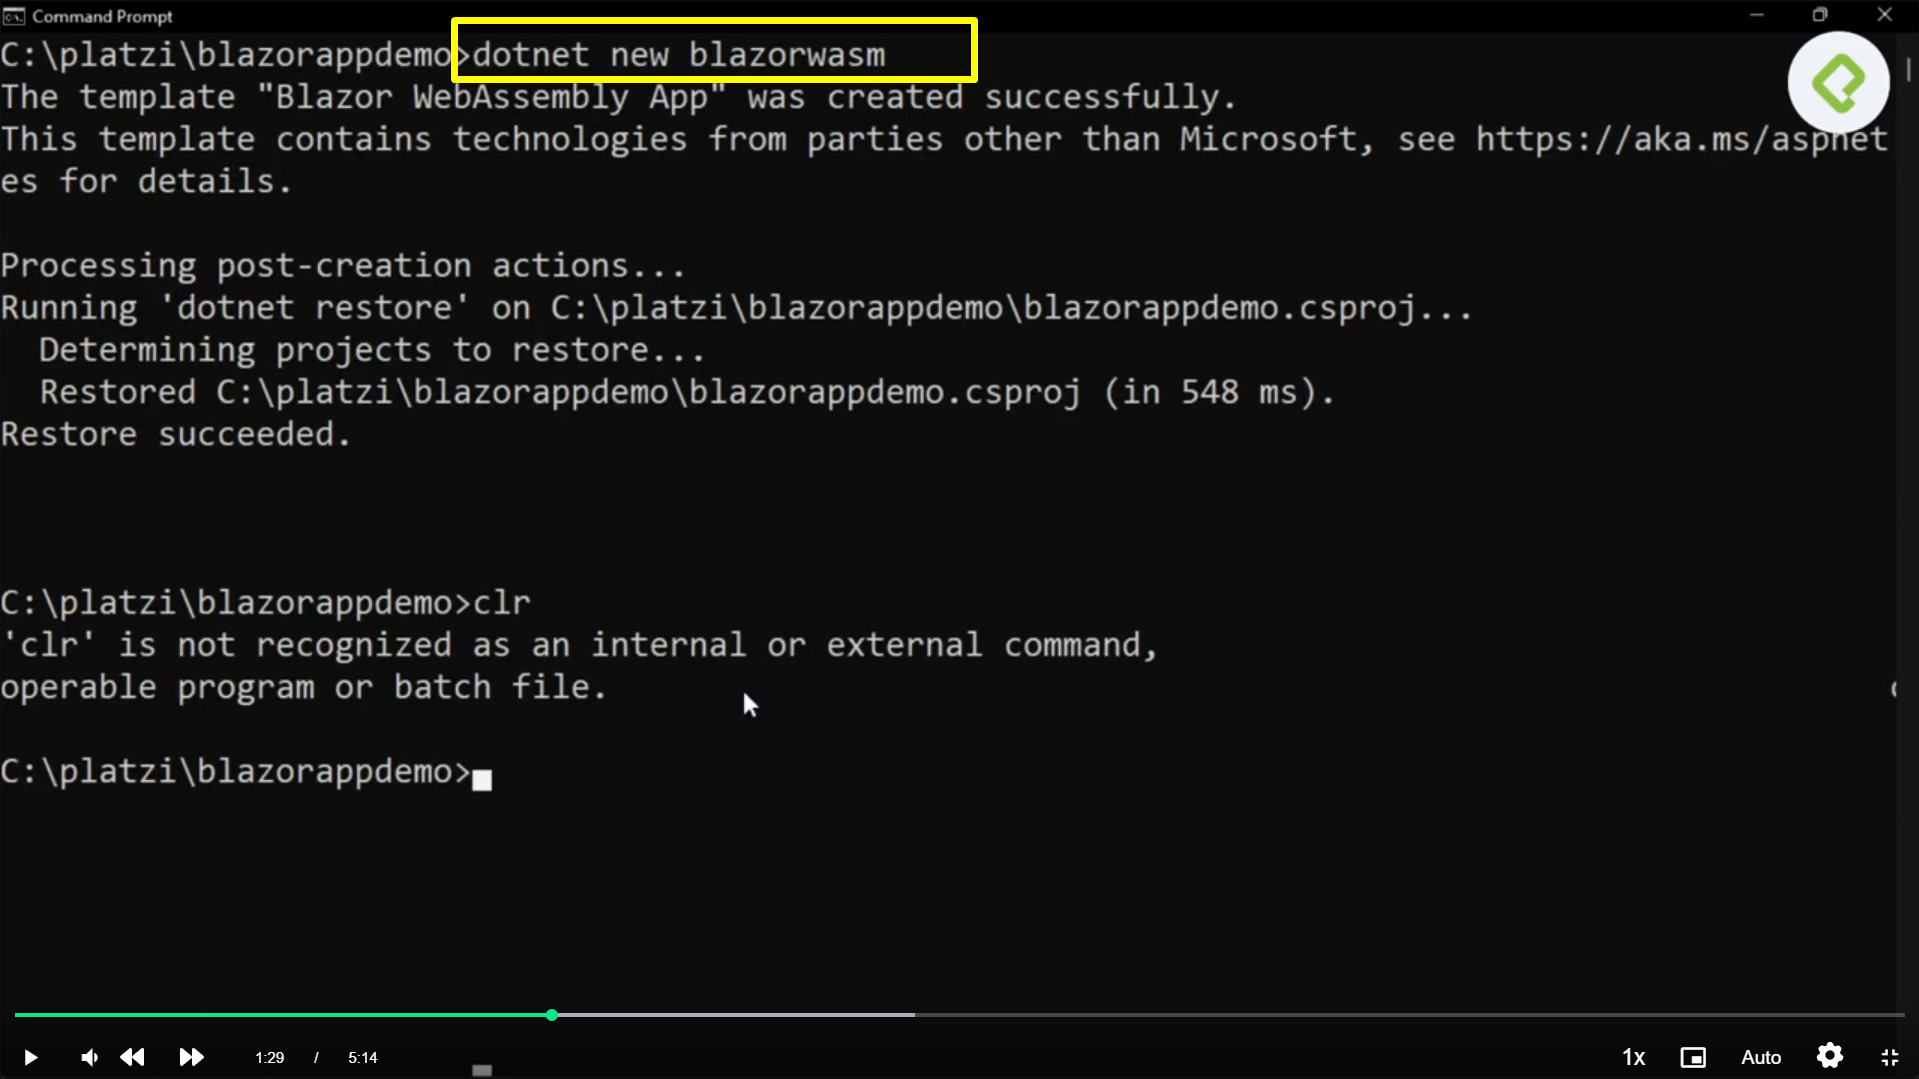 Command Prompt
C:\platzi\blazorappdemo>dotnet new blazorwasm
The template "Blazor WebAssembly App" was created successfully.
This template contains technologies from parties other than Microsoft, see https://aka.ms/aspnet
es for details.
Processing post-creation actions...
Running 'dotnet restore' on C:\platzi\blazorappdemo\blazorappdemo.csproj...
Determining projects to restore...
Restored C:\platzi\blazorappdemo\blazorappdemo.csproj (in 548 ms).
Restore succeeded.
C:\platzi\blazorappdemo>clr
'clr' is not recognized as an internal or external command,
operable program or batch file.
C:\platzi\blazorappdemo>
1:29 / 5:14 1x Auto